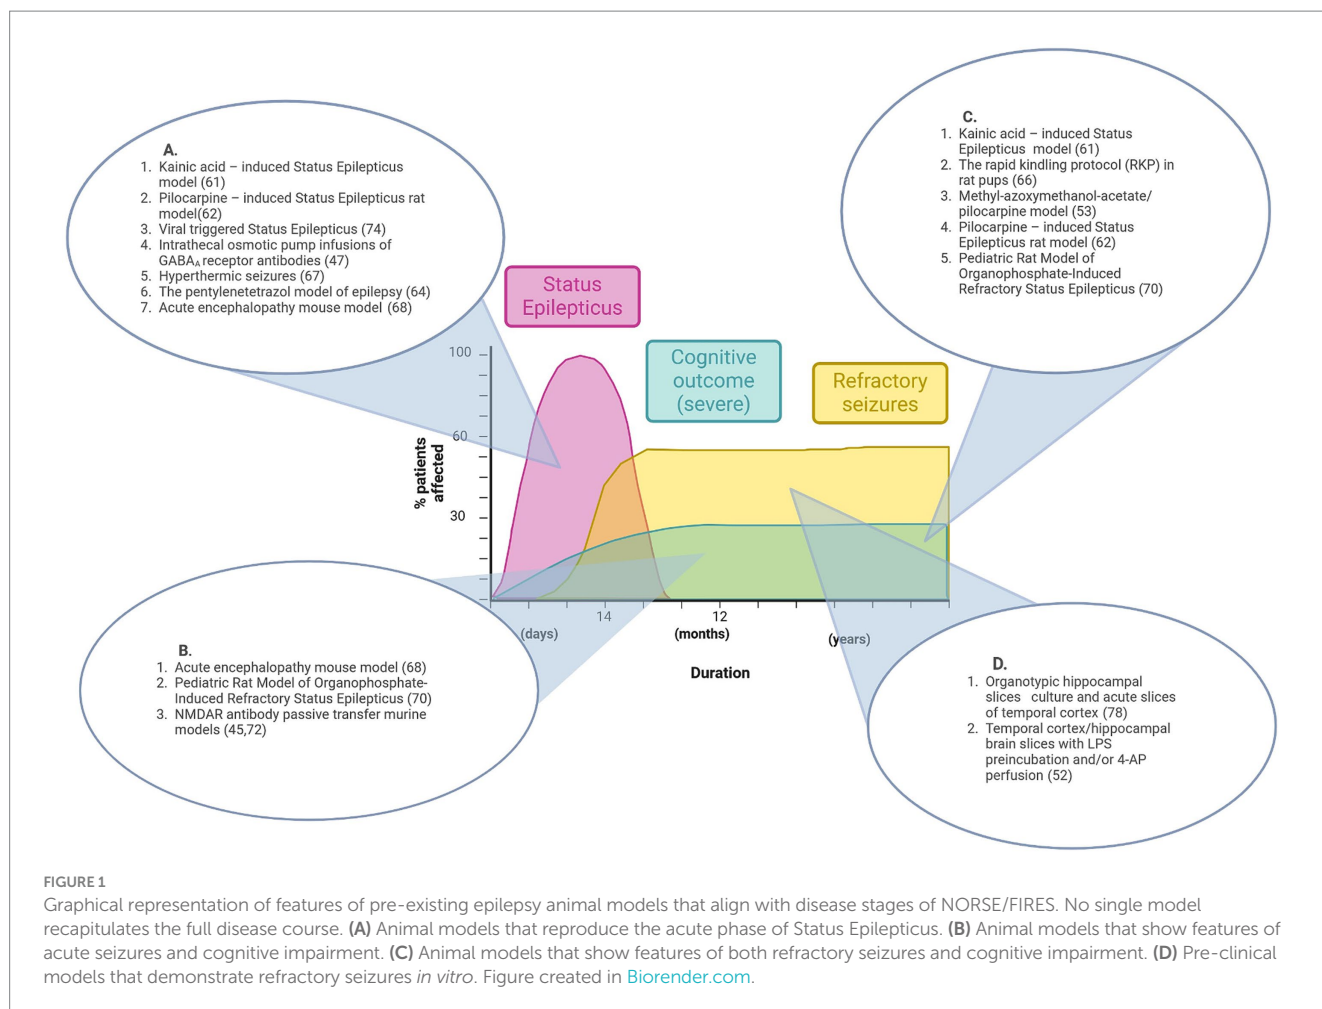 A.
1. Kainic acid – induced Status Epilepticus
model (61)
2. Pilocarpine – induced Status Epilepticus rat
model(62)
3. Viral triggered Status Epilepticus (74)
4. Intrathecal osmotic pump infusions of
GABAA receptor antibodies (47)
5. Hyperthermic seizures (67)
6. The pentylenetetrazol model of epilepsy (64)
7. Acute encephalopathy mouse model (68)
C.
1. Kainic acid – induced Status
Epilepticus model (61)
2. The rapid kindling protocol (RKP) in
rat pups (66)
3. Methyl-azoxymethanol-acetate/
pilocarpine model (53)
4. Pilocarpine – induced Status
Epilepticus rat model (62)
5. Pediatric Rat Model of
Organophosphate-Induced
Refractory Status Epilepticus (70)
Status
Epilepticus
Cognitive
outcome
(severe)
Refractory
seizures
100
60
30
% patients
affected
14
12
(days)
(months)
(years)
Duration
B.
1. Acute encephalopathy mouse model (68)
2. Pediatric Rat Model of Organophosphate-
Induced Refractory Status Epilepticus (70)
3. NMDAR antibody passive transfer murine
models (45,72)
D.
1. Organotypic hippocampal
slices culture and acute slices
of temporal cortex (78)
2. Temporal cortex/hippocampal
brain slices with LPS
preincubation and/or 4-AP
perfusion (52)
FIGURE 1
Graphical representation of features of pre-existing epilepsy animal models that align with disease stages of NORSE/FIRES. No single model
recapitulates the full disease course. (A) Animal models that reproduce the acute phase of Status Epilepticus. (B) Animal models that show features of
acute seizures and cognitive impairment. (C) Animal models that show features of both refractory seizures and cognitive impairment. (D) Pre-clinical
models that demonstrate refractory seizures in vitro. Figure created in Biorender.com.